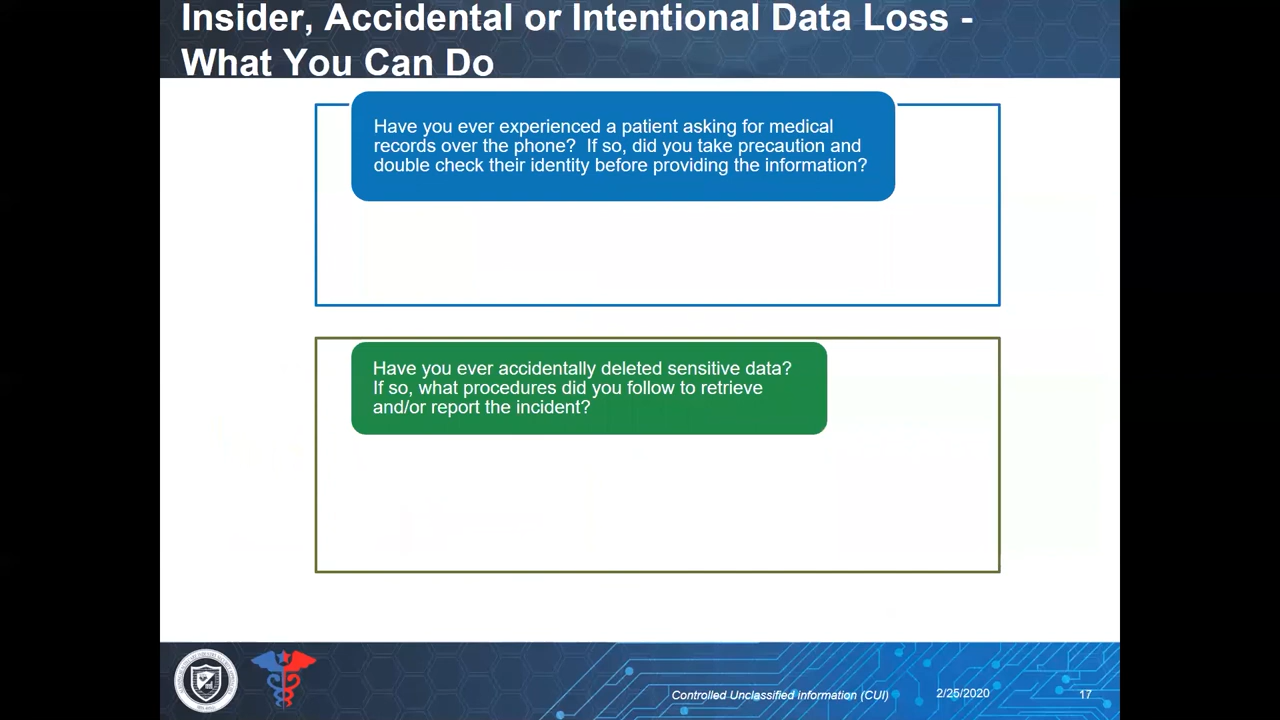 Insider, Accidental or Intentional Data Loss -
What You Can Do
Have you ever experienced a patient asking for medical
records over the phone? If so, did you take precaution and
double check their identity before providing the information?
Have you ever accidentally deleted sensitive data?
If so, what procedures did you follow to retrieve
and/or report the incident?
Controlled Unclassified information (CUI)
2/25/2020
17